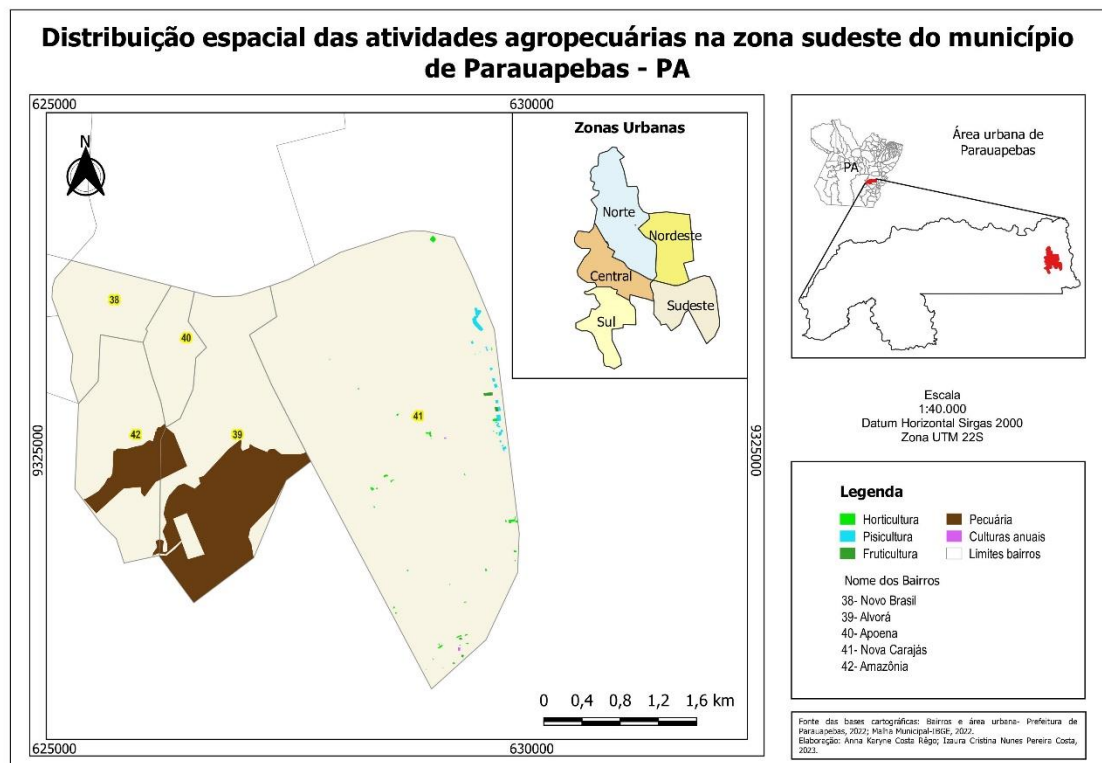 Distribuição espacial das atividades agropecuárias na zona sudeste do município
de Parauapebas - PA
625000
630000
N
Zonas Urbanas
Norte
Nordeste
Central
Sudeste
Sul
38
40
41
42
39
9325000
9325000
0 0,4 0,8 1,2 1,6 km
625000
630000
Área urbana de
Parauapebas
PA
Escala
1:40.000
Datum Horizontal Sirgas 2000
Zona UTM 22S
Legenda
Horticultura
Pisicultura
Fruticultura
Pecuária
Culturas anuais
Limites bairros
Nome dos Bairros
38- Novo Brasil
39- Alvorá
40- Apoena
41- Nova Carajás
42- Amazônia
Fonte das bases cartográficas: Bairros e área urbana- Prefeitura de
Parauapebas, 2022; Malha Municipal-IBGE, 2022.
Elaboração: Anna Karyne Costa Rêgo; Izaura Cristina Nunes Pereira Costa,
2023.